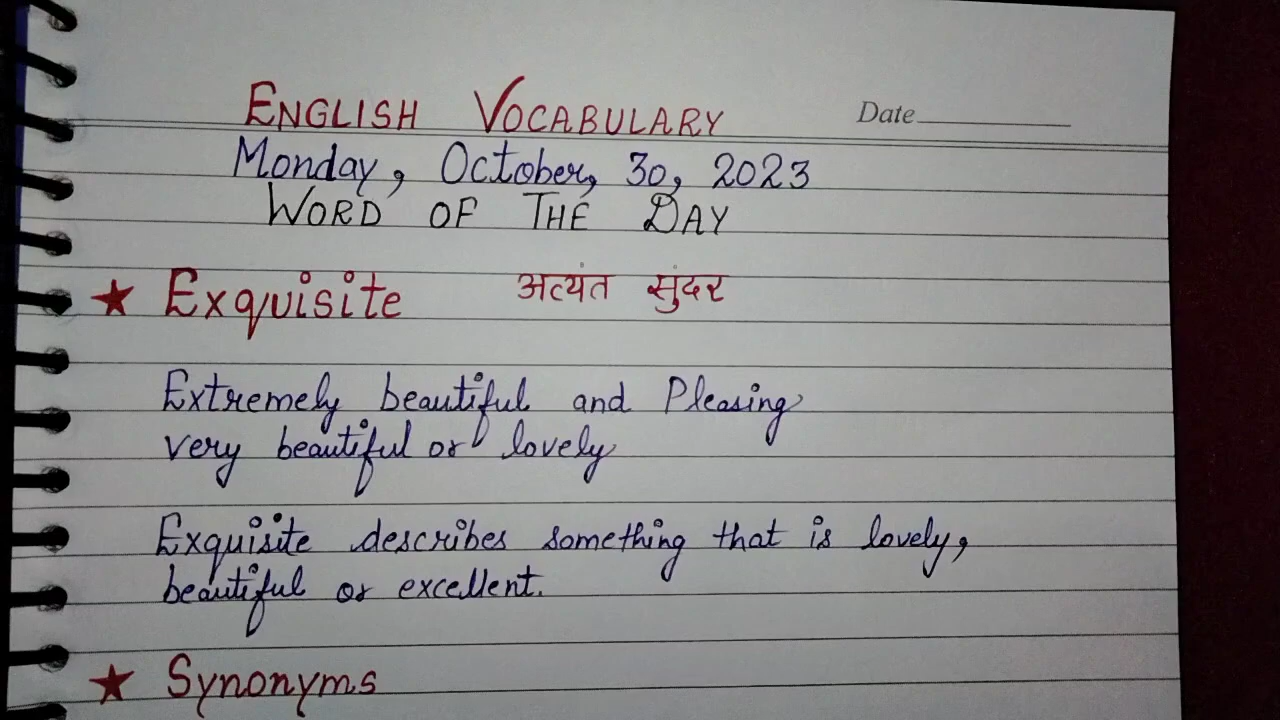 ENGLISH VOCABULARY
Date
Monday, October, 30, 2023
WORD OF THE DAY
★ Exquisite अत्यंत सुंदर
Extremely beautiful and Pleasing
very beautiful or lovely
Exquisite describes something that is lovely,
beautiful or excellent.
★ Synonyms